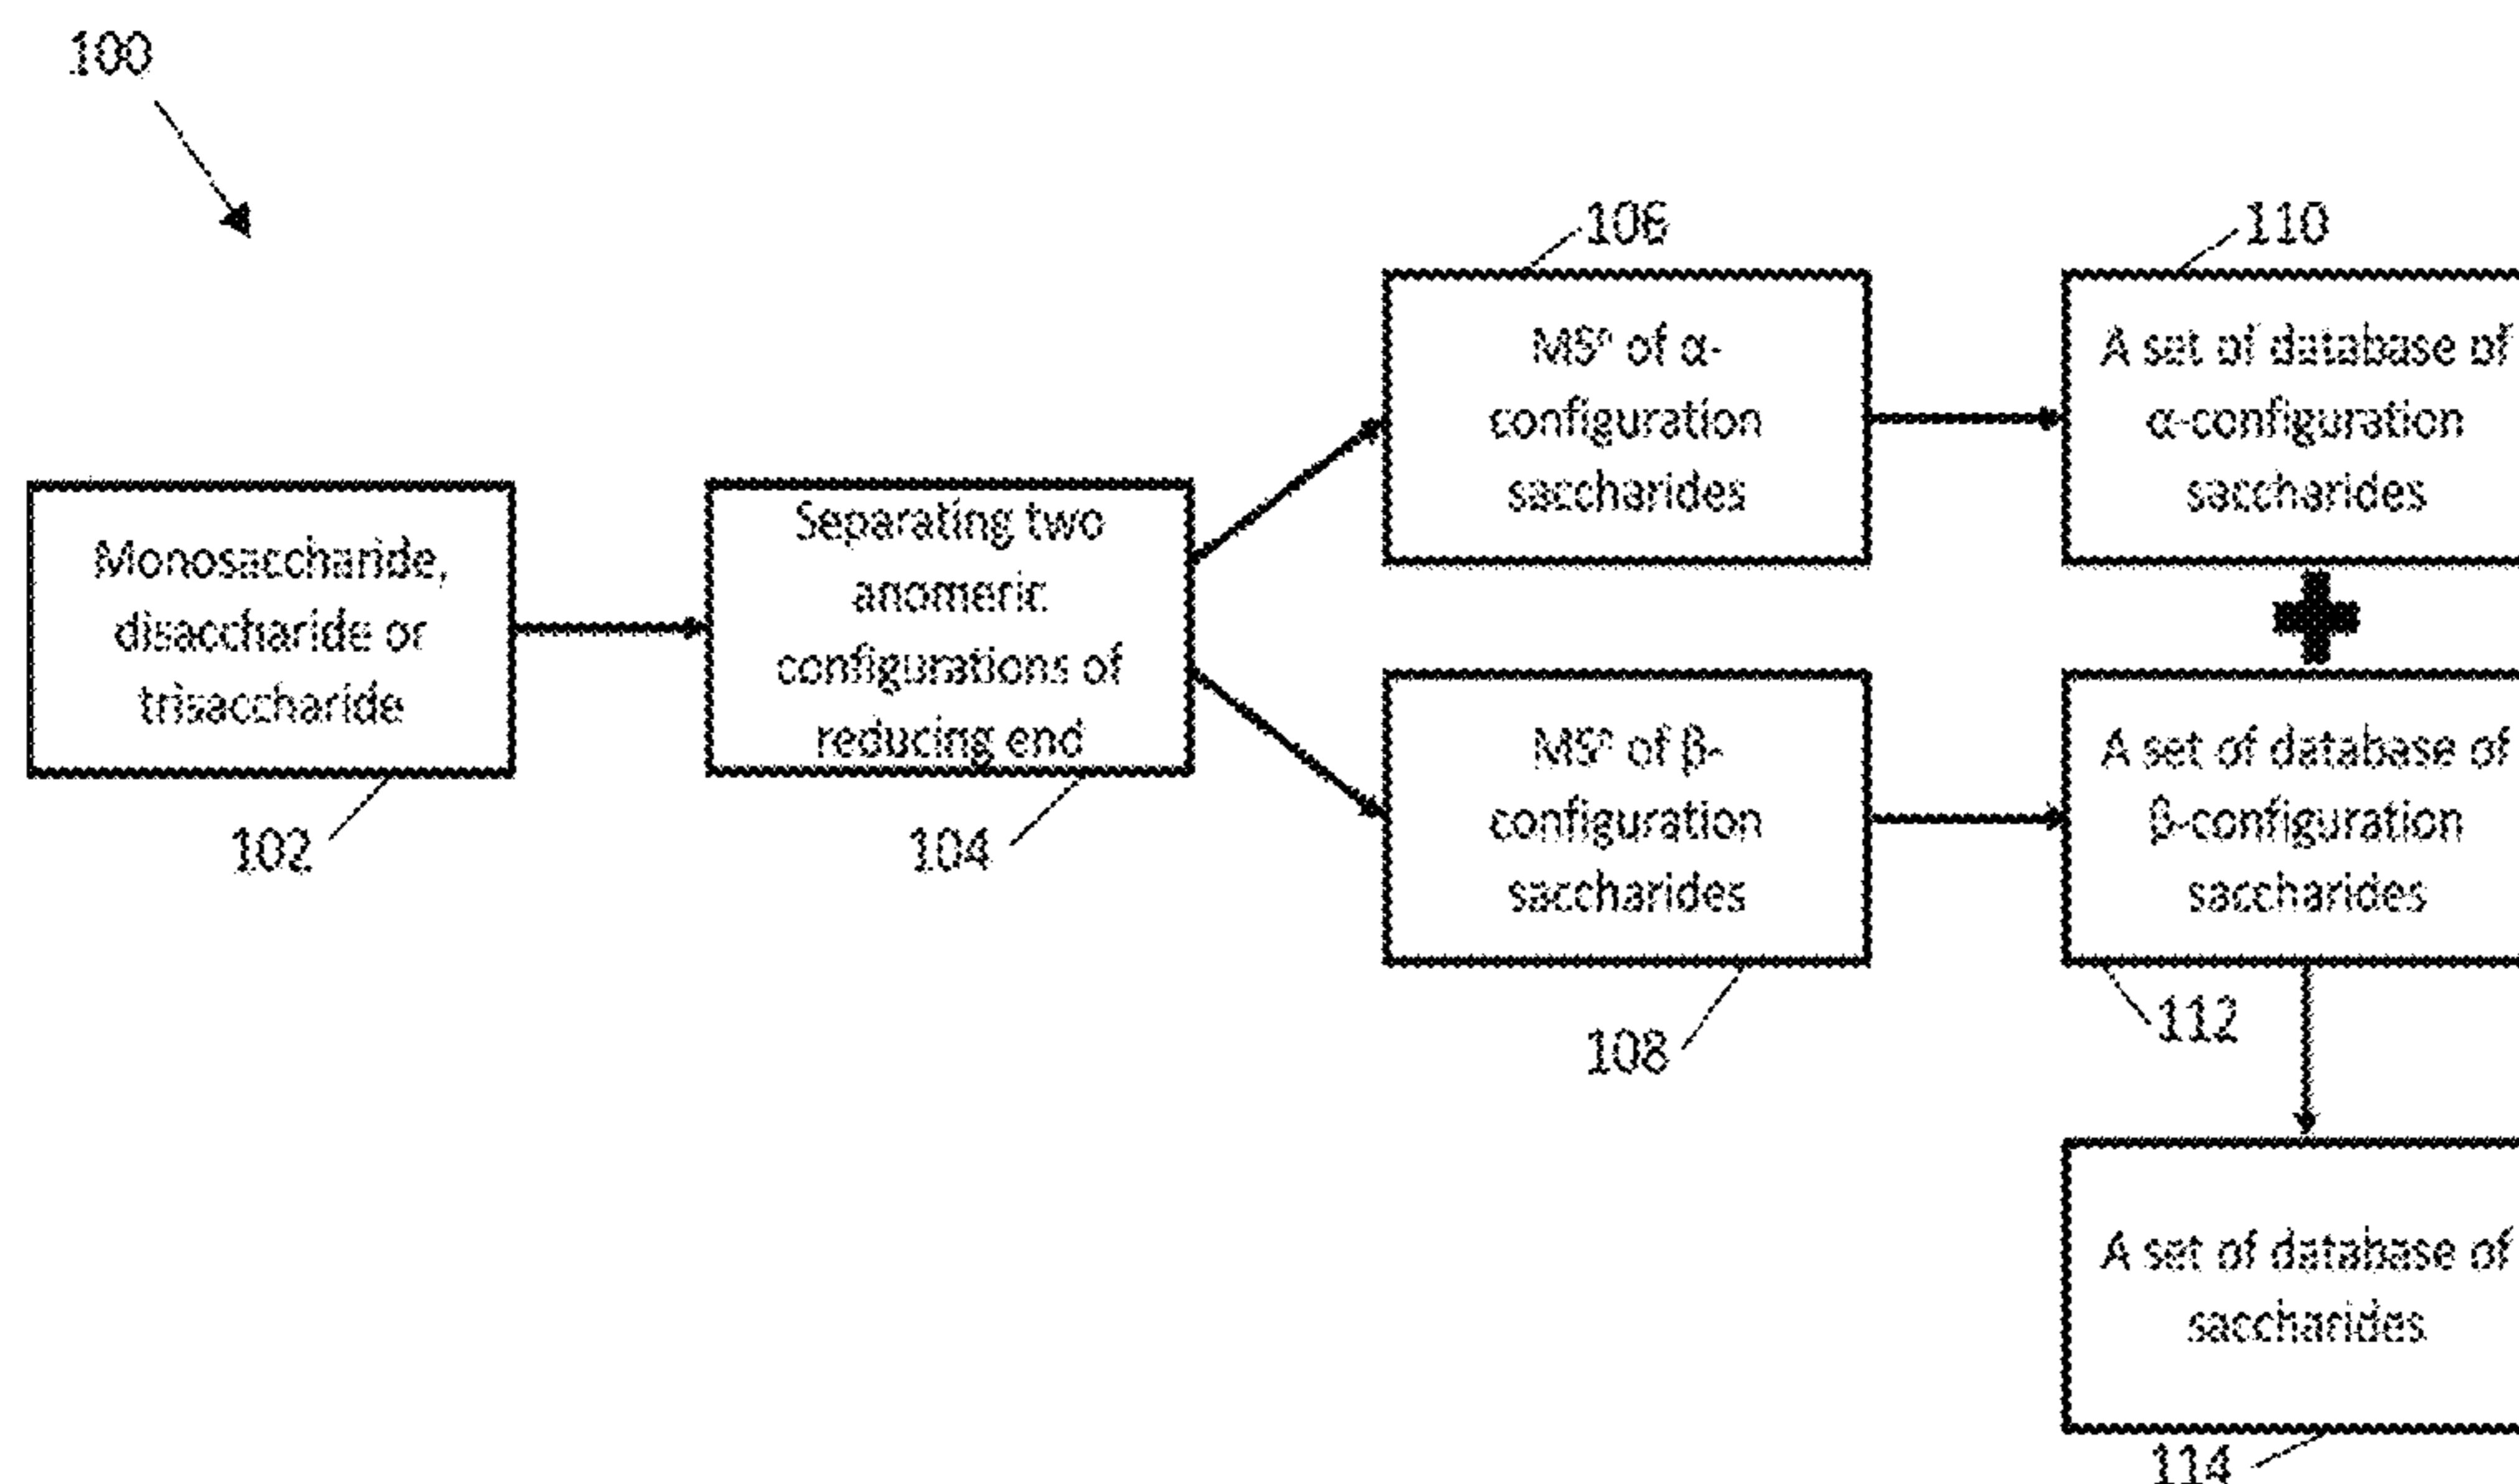 100
106
110
MSⁿ of α-
configuration
saccharides
A set of database of
α-configuration
saccharides
Monosaccharide,
disaccharide or
trisaccharide
Separating two
anomeric
configurations of
reducing end
102
104
MSⁿ of β-
configuration
saccharides
A set of database of
β-configuration
saccharides
108
112
A set of database of
saccharides
114